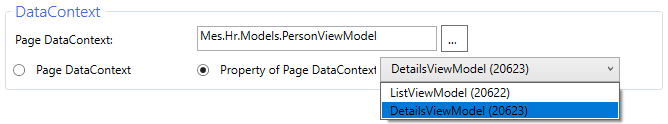 DataContext
Page DataContext:
Mes.Hr.Models.PersonViewModel
...
Page DataContext
Property of Page DataContext
DetailsViewModel (20623)
ListViewModel (20622)
DetailsViewModel (20623)